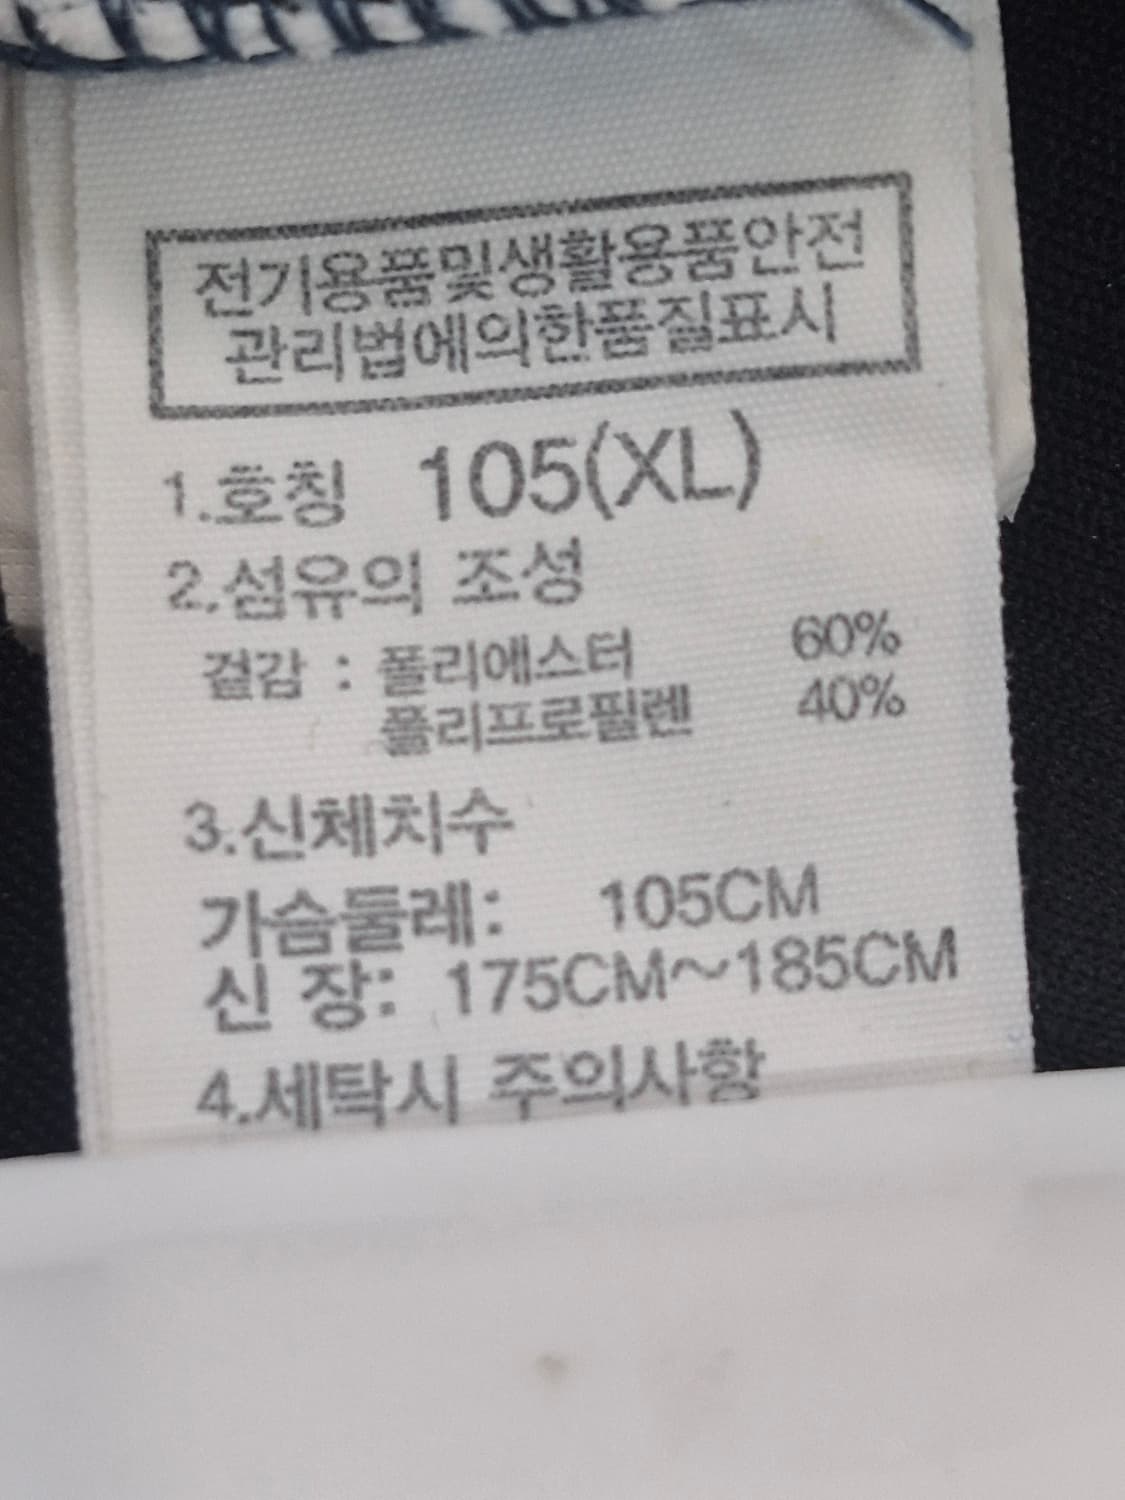 전기용품및생활용품안전
관리법에의한품질표시
1.호칭 105(XL)
2.섬유의 조성
겉감 : 폴리에스터 60%
폴리프로필렌 40%
3.신체치수
가슴둘레: 105CM
신 장: 175CM~185CM
4.세탁시 주의사항